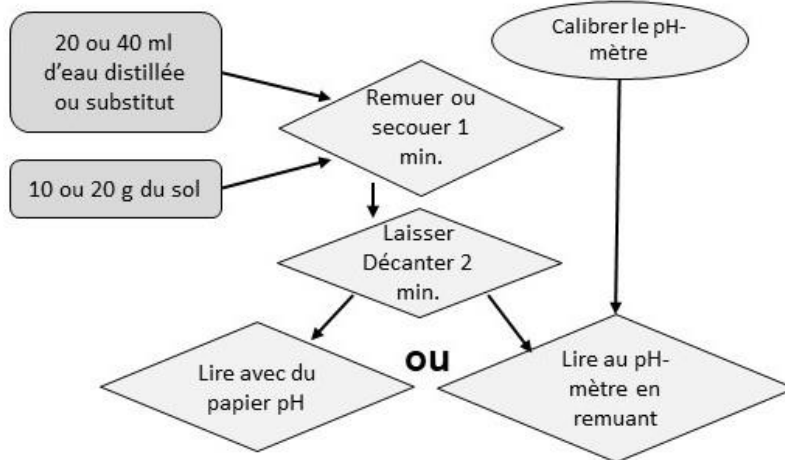 20 ou 40 ml
d'eau distillée
ou substitut
Calibrer le pH-
mètre
Remuer ou
secouer 1
min.
10 ou 20 g du sol
Laisser
Décanter 2
min.
Lire avec du
papier pH
ou
Lire au pH-
mètre en
remuant